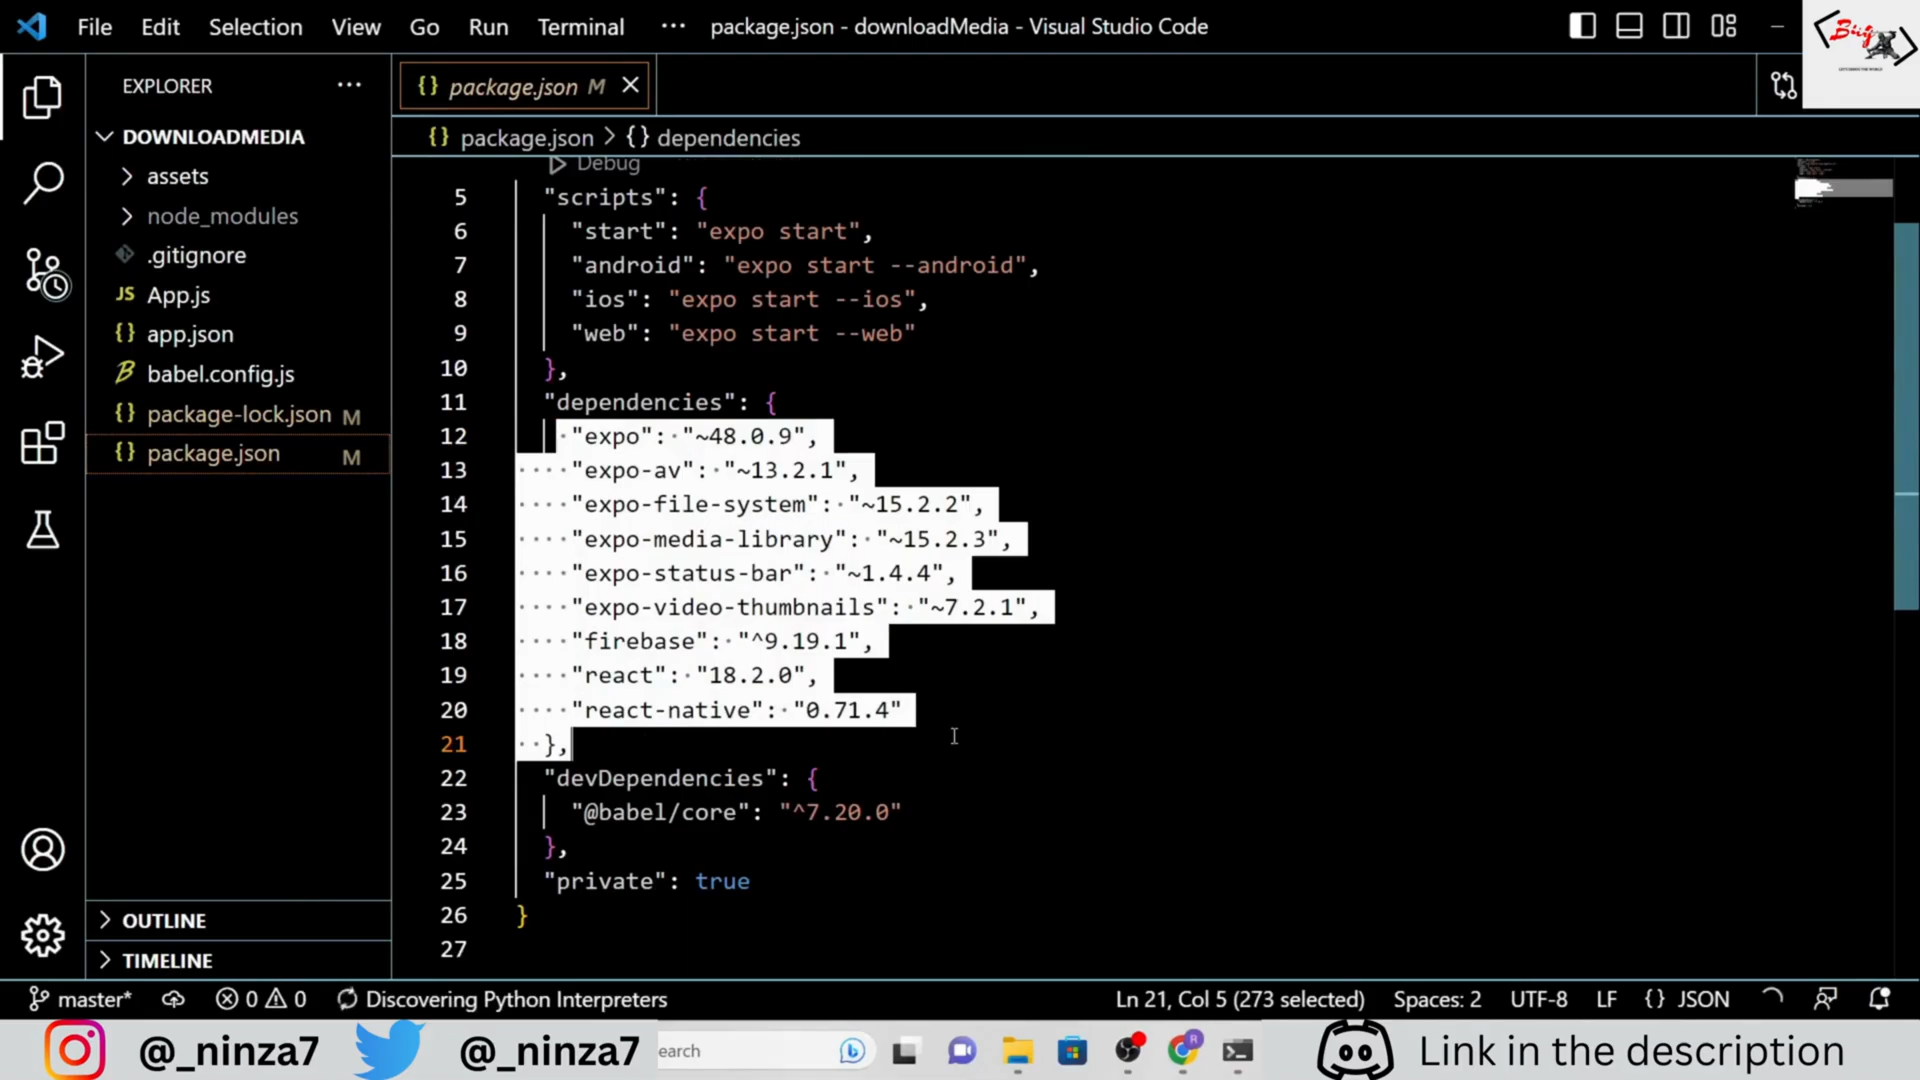 File Edit Selection View Go Run Terminal ··· package.json - downloadMedia - Visual Studio Code
Bug
EXPLORER ···
{} package.json M
DOWNLOADMEDIA
{} package.json > {} dependencies
assets
node_modules
.gitignore
JS App.js
{} app.json
babel.config.js
{} package-lock.json M
{} package.json M
OUTLINE
TIMELINE
Debug
5 "scripts": {
6 "start": "expo start",
7 "android": "expo start --android",
8 "ios": "expo start --ios",
9 "web": "expo start --web"
10 },
11 "dependencies": {
12 "expo": "~48.0.9",
13 "expo-av": "~13.2.1",
14 "expo-file-system": "~15.2.2",
15 "expo-media-library": "~15.2.3",
16 "expo-status-bar": "~1.4.4",
17 "expo-video-thumbnails": "~7.2.1",
18 "firebase": "^9.19.1",
19 "react": "18.2.0",
20 "react-native": "0.71.4"
21 },
22 "devDependencies": {
23 "@babel/core": "^7.20.0"
24 },
25 "private": true
26 }
27
master* 0 0 Discovering Python Interpreters Ln 21, Col 5 (273 selected) Spaces: 2 UTF-8 LF {} JSON
@_ninza7 @_ninza7 earch Link in the description